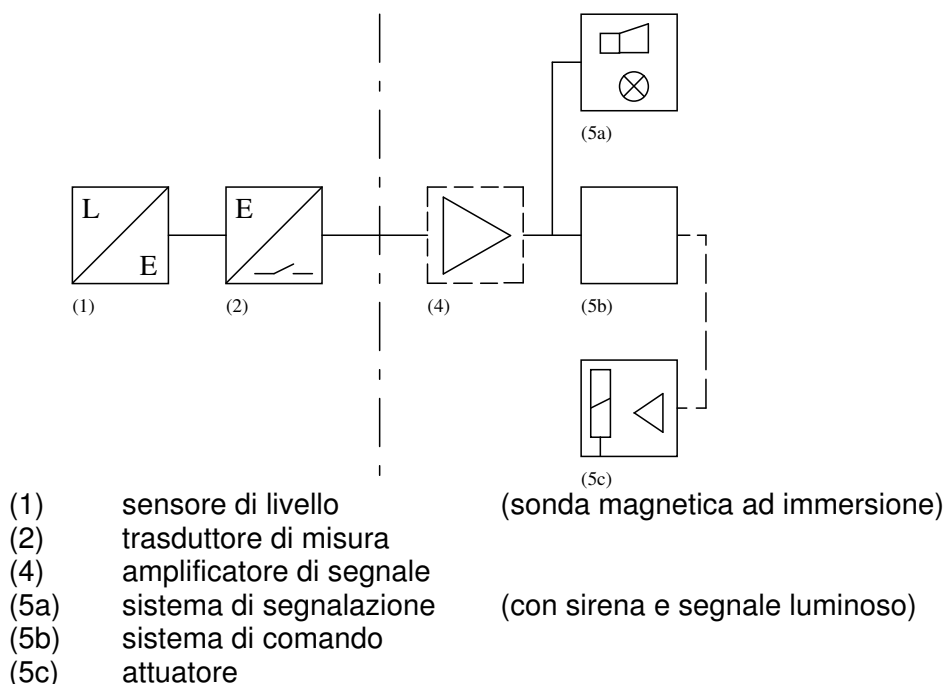 (5a)
L
E
E
(1)
(2)
(4)
(5b)
(5c)
(1) sensore di livello (sonda magnetica ad immersione)
(2) trasduttore di misura
(4) amplificatore di segnale
(5a) sistema di segnalazione (con sirena e segnale luminoso)
(5b) sistema di comando
(5c) attuatore